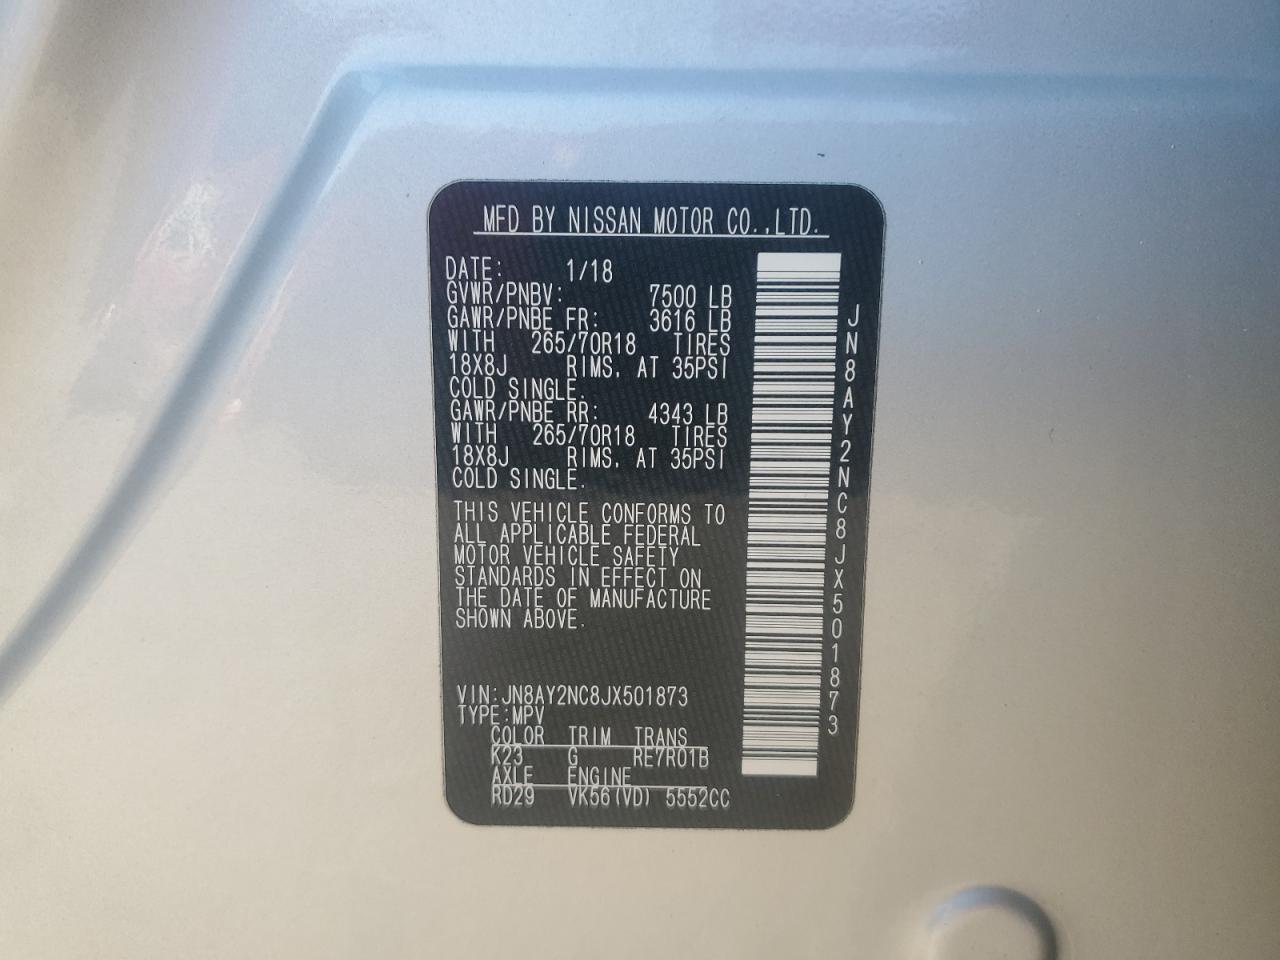 MFD BY NISSAN MOTOR CO.,LTD.
DATE: 1/18
GVWR/PNBV: 7500 LB
GAWR/PNBE FR: 3616 LB
WITH 265/70R18 TIRES
18X8J RIMS. AT 35PSI
COLD SINGLE.
GAWR/PNBE RR: 4343 LB
WITH 265/70R18 TIRES
18X8J RIMS. AT 35PSI
COLD SINGLE.
THIS VEHICLE CONFORMS TO
ALL APPLICABLE FEDERAL
MOTOR VEHICLE SAFETY
STANDARDS IN EFFECT ON
THE DATE OF MANUFACTURE
SHOWN ABOVE.
VIN:JN8AY2NC8JX501873
TYPE:MPV
COLOR TRIM TRANS
K23 G RE7R01B
AXLE ENGINE
RD29 VK56(VD) 5552CC
JN8AY2NC8JX501873